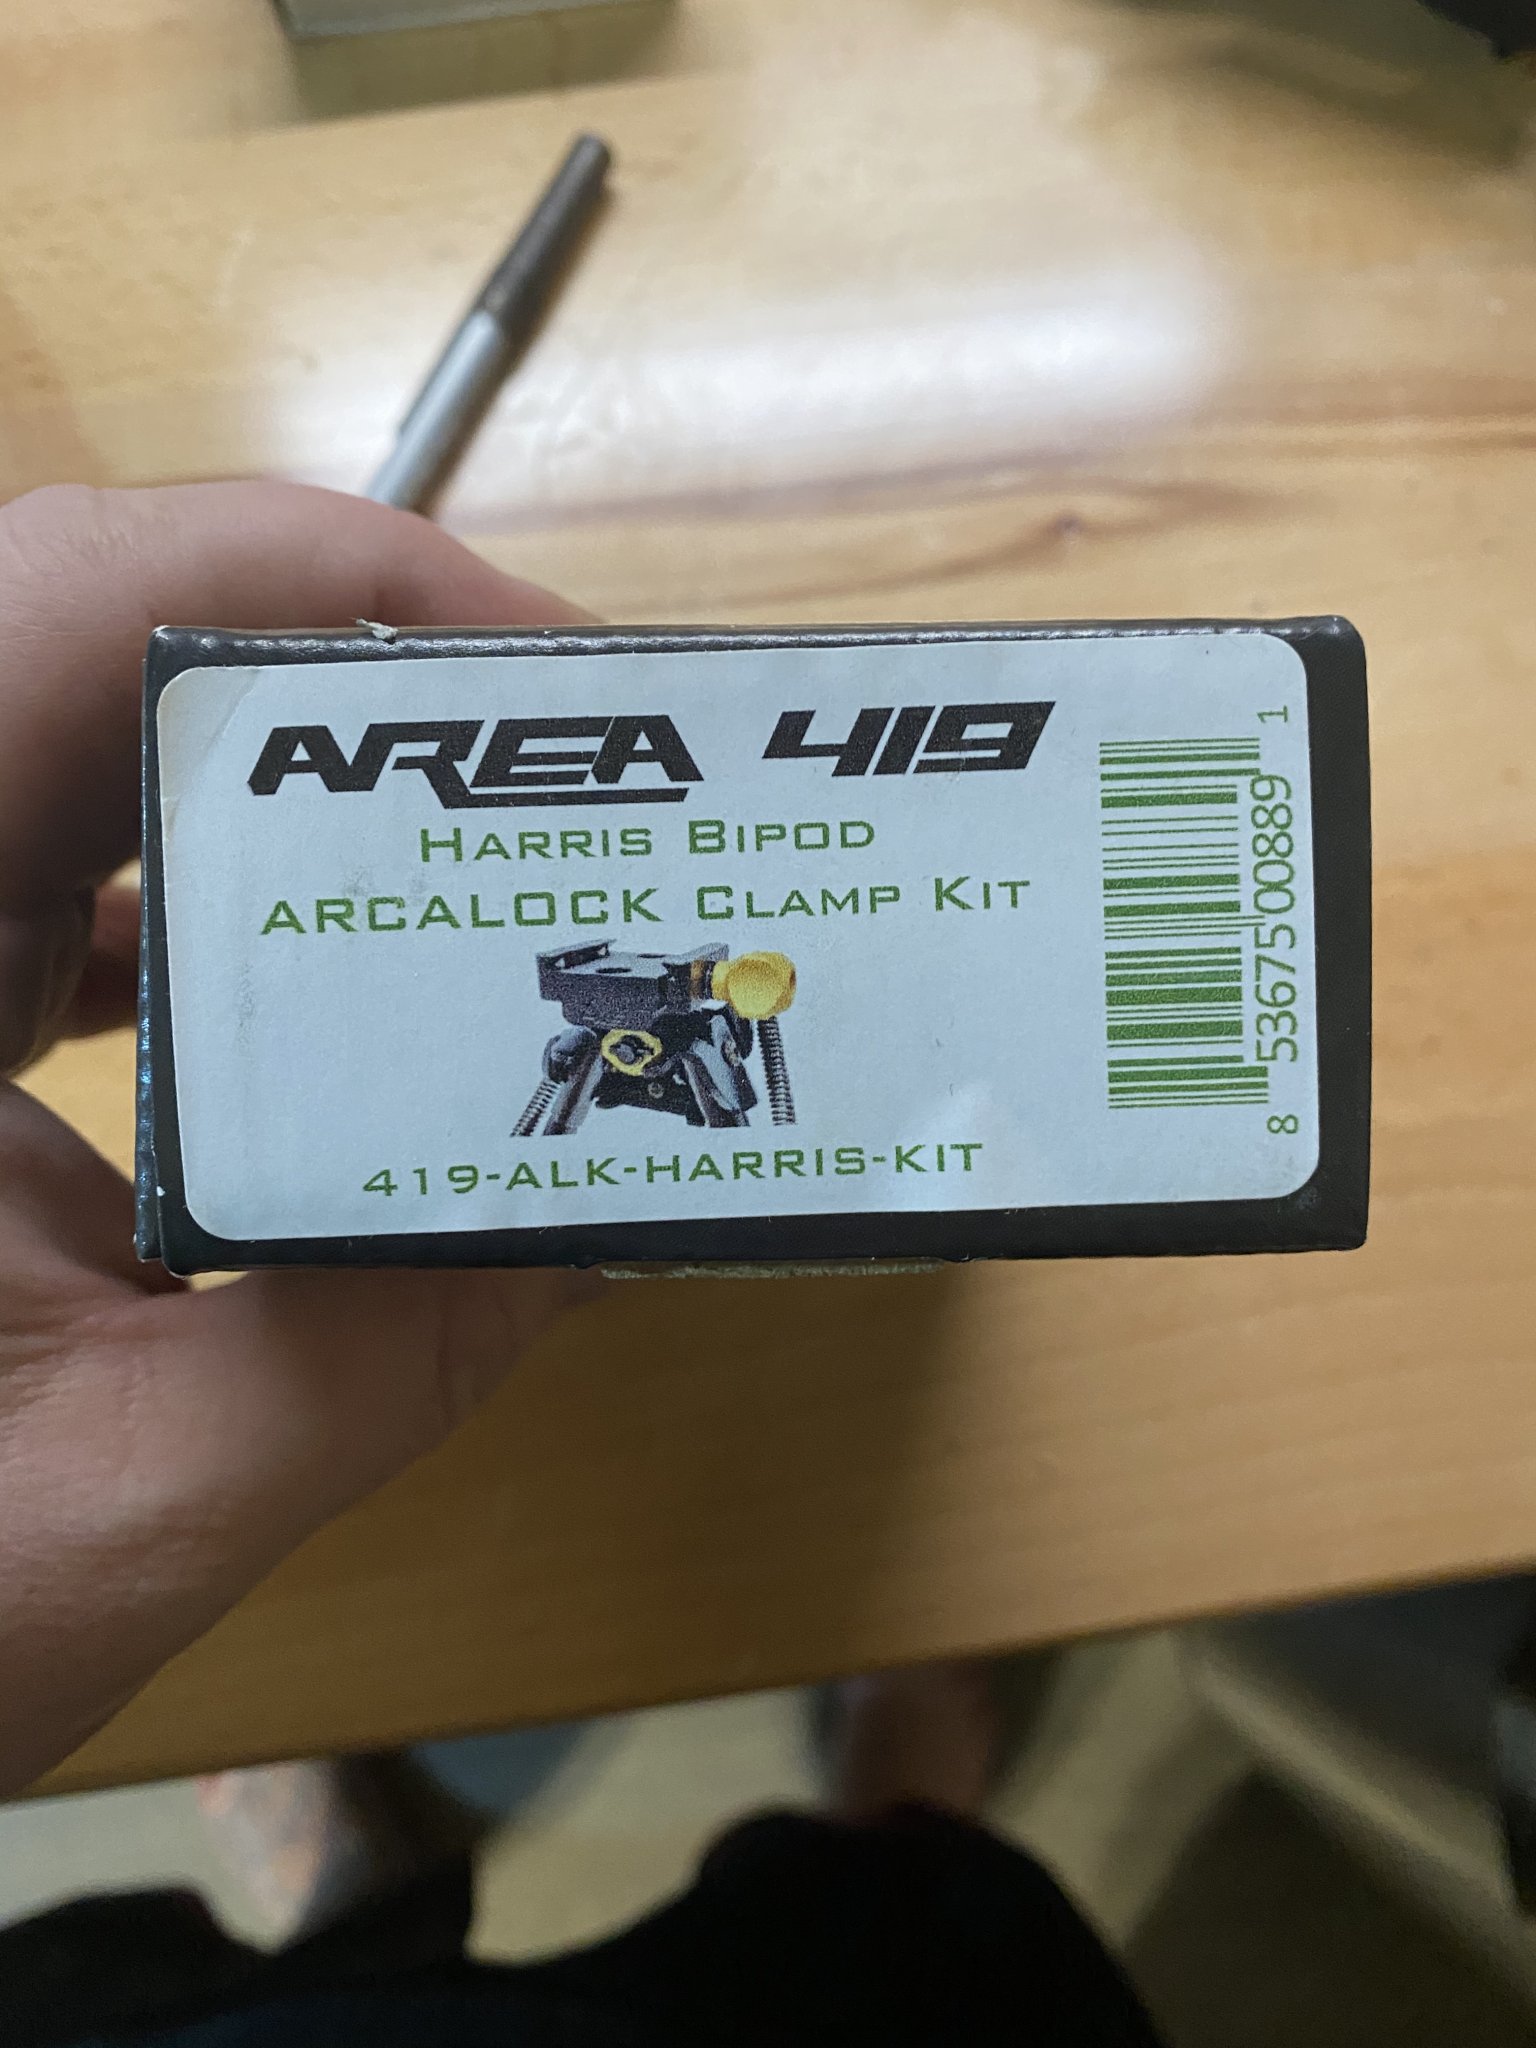 AREA 419
HARRIS BIPOD
ARCALOCK CLAMP KIT
419-ALK-HARRIS-KIT
8 53675 00889 1